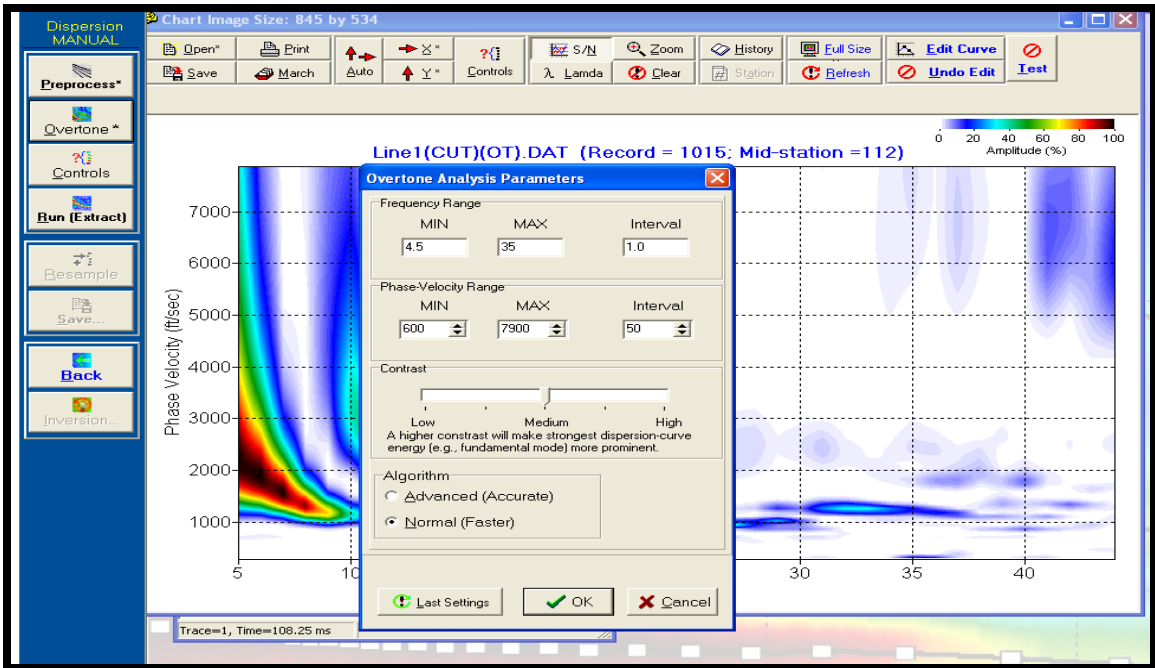 Dispersion
MANUAL
Preprocess*
Overtone *
?{}
Controls
Run (Extract)
Resample
Save...
Back
Inversion...
Chart Image Size: 845 by 534
Open*
Print
Auto
X*
?{}
Controls
S/N
Zoom
History
Full Size
Edit Curve
Test
Save
March
Y*
λ Lamda
Clear
Station
Refresh
Undo Edit
0 20 40 60 80 100
Amplitude (%)
Line1(CUT)(OT).DAT (Record = 1015; Mid-station =112)
Phase Velocity (ft/sec)
7000
6000
5000
4000
3000
2000
1000
5 10 30 35 40
Overtone Analysis Parameters
Frequency Range
MIN MAX Interval
4.5 35 1.0
Phase-Velocity Range
MIN MAX Interval
600 7900 50
Contrast
Low Medium High
A higher constrast will make strongest dispersion-curve
energy (e.g., fundamental mode) more prominent.
Algorithm
Advanced (Accurate)
Normal (Faster)
Last Settings OK Cancel
Trace=1, Time=108.25 ms